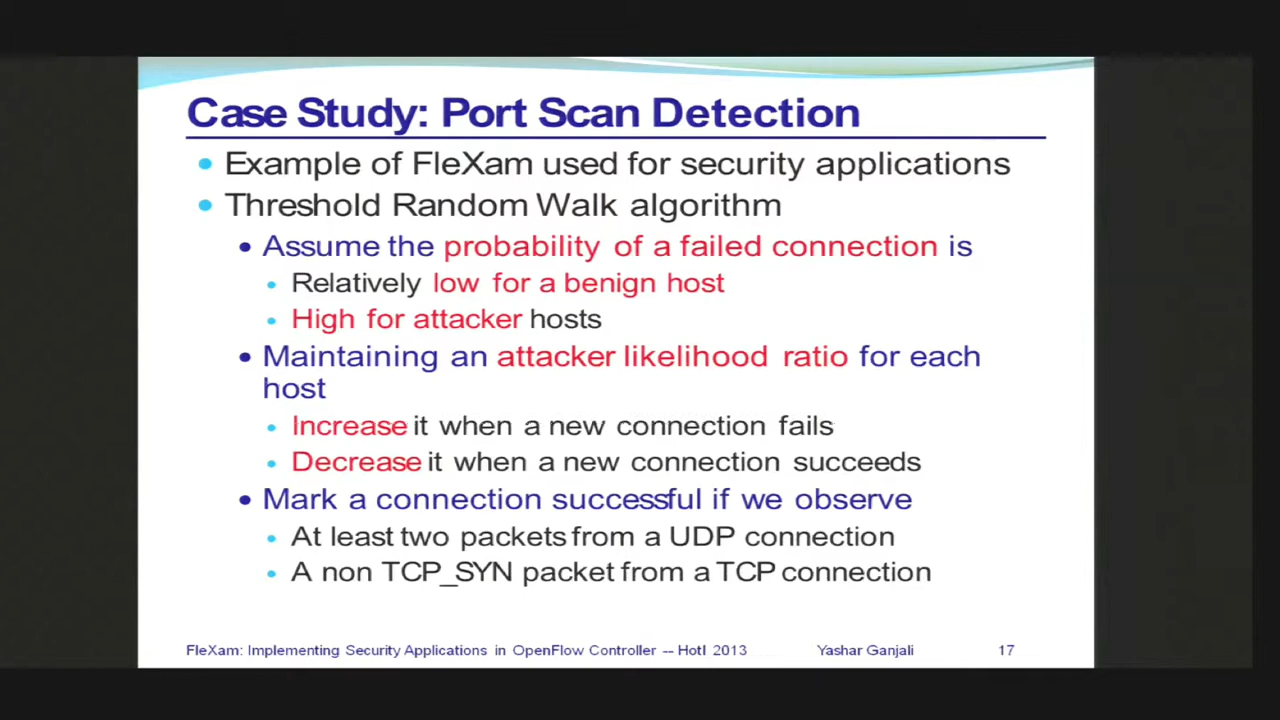 Case Study: Port Scan Detection
Example of FleXam used for security applications
Threshold Random Walk algorithm
Assume the probability of a failed connection is
Relatively low for a benign host
High for attacker hosts
Maintaining an attacker likelihood ratio for each
host
Increase it when a new connection fails
Decrease it when a new connection succeeds
Mark a connection successful if we observe
At least two packets from a UDP connection
A non TCP_SYN packet from a TCP connection
FleXam: Implementing Security Applications in OpenFlow Controller -- HotI 2013 Yashar Ganjali 17